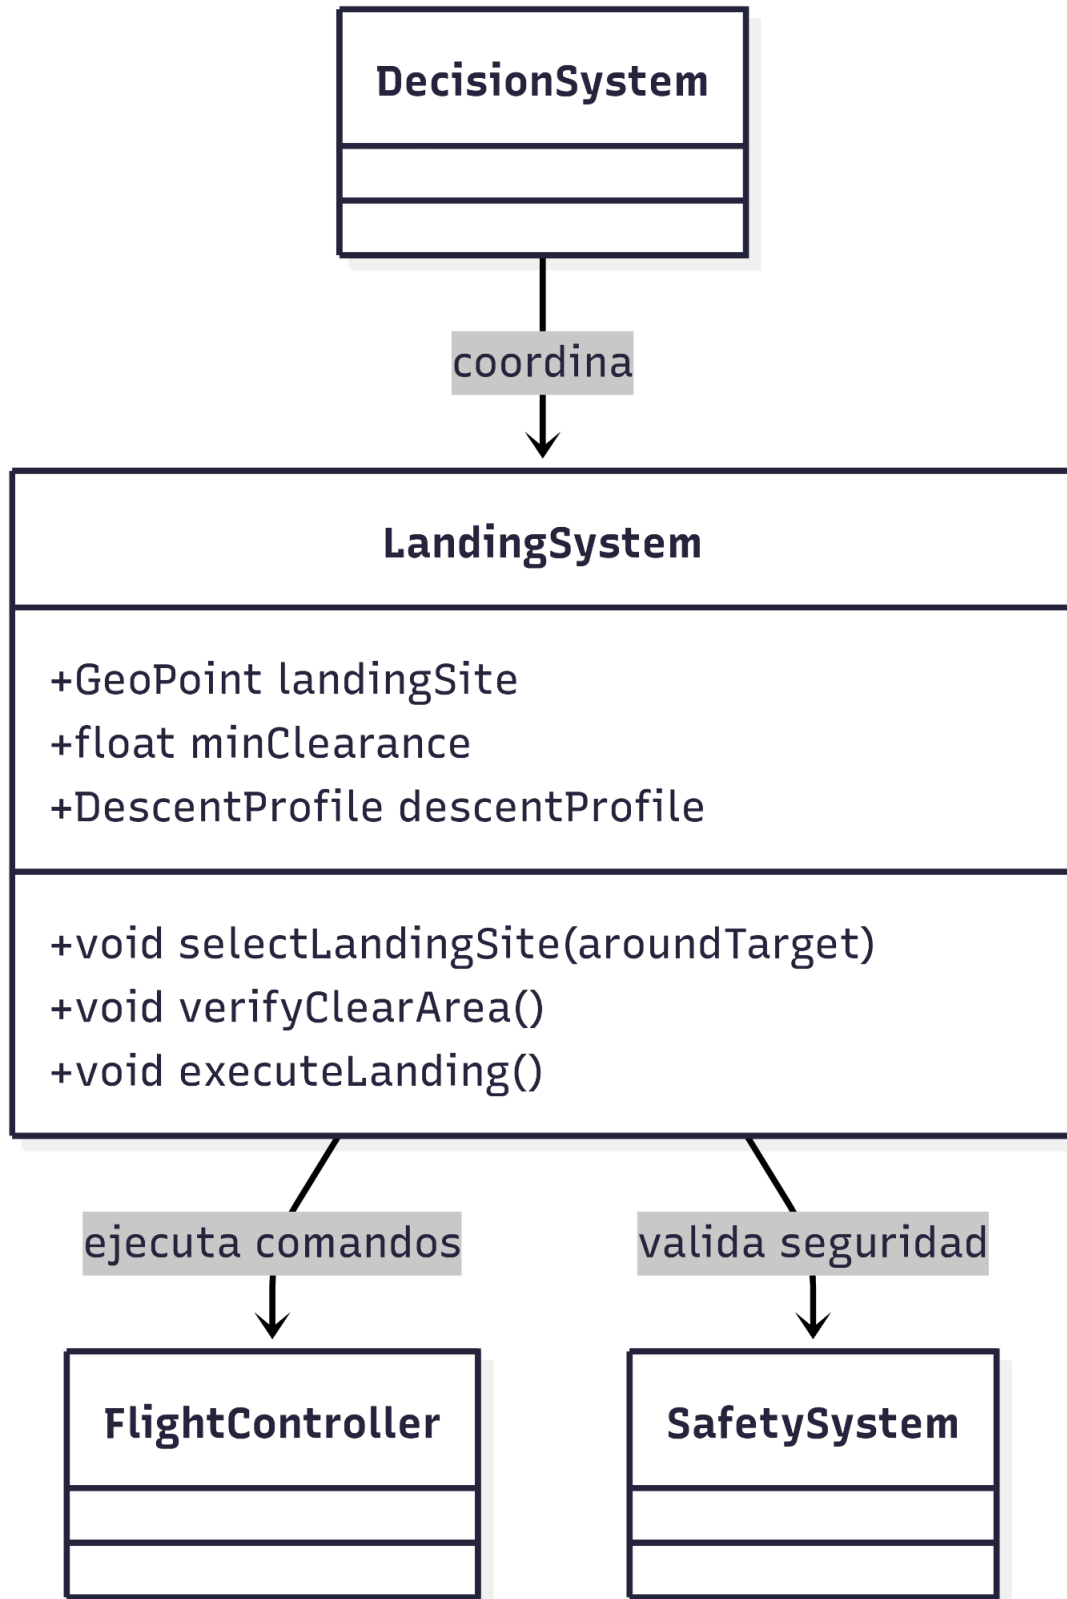 DecisionSystem
coordina
LandingSystem
+GeoPoint landingSite
+float minClearance
+DescentProfile descentProfile
+void selectLandingSite(aroundTarget)
+void verifyClearArea()
+void executeLanding()
ejecuta comandos
valida seguridad
FlightController
SafetySystem